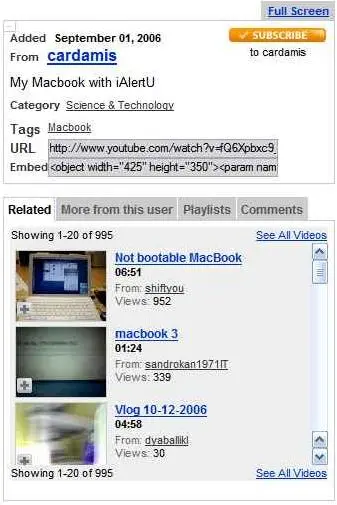 Full Screen
Added September 01, 2006
SUBSCRIBE
From cardamis
to cardamis
My Macbook with iAlertU
Category Science & Technology
Tags Macbook
URL http://www.youtube.com/watch?v=fQ6Xpbxc9_
Embed <object width="425" height="350"><param nam
Related More from this user Playlists Comments
Showing 1-20 of 995 See All Videos
Not bootable MacBook
06:51
From: shiftyou
Views: 952
macbook 3
01:24
From: sandrokan1971IT
Views: 339
Vlog 10-12-2006
04:58
From: dyaballikl
Views: 30
Showing 1-20 of 995 See All Videos